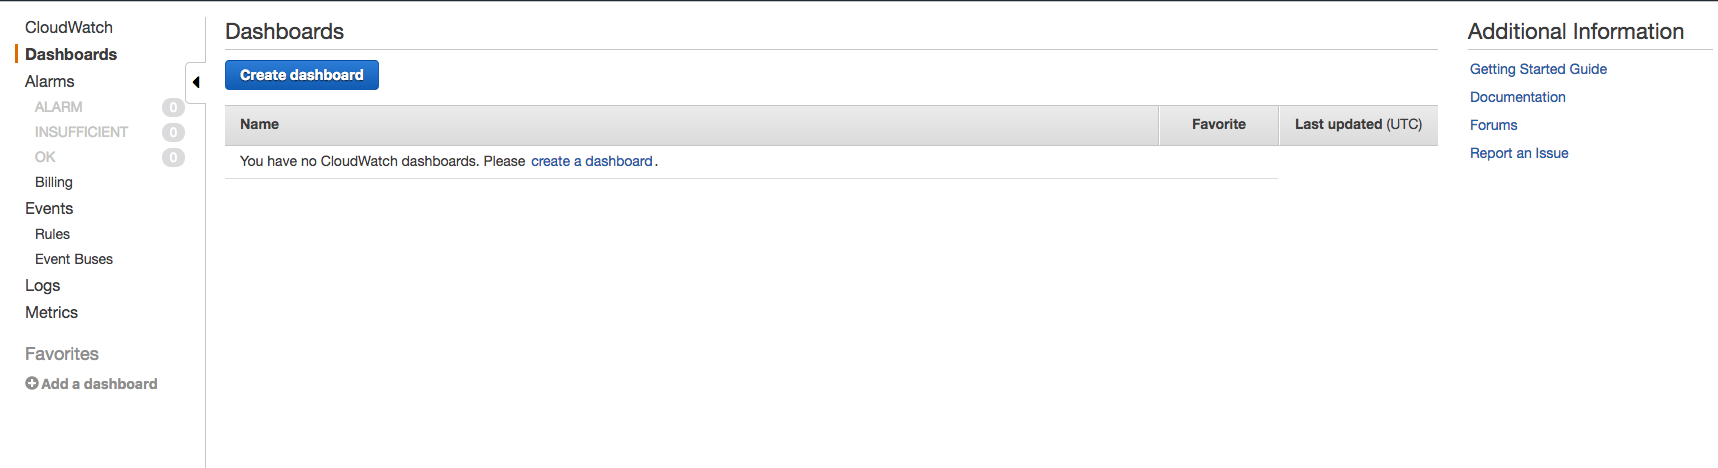 CloudWatch
Dashboards
Alarms
ALARM 0
INSUFFICIENT 0
OK 0
Billing
Events
Rules
Event Buses
Logs
Metrics
Favorites
Add a dashboard
Dashboards
Create dashboard
Name Favorite Last updated (UTC)
You have no CloudWatch dashboards. Please create a dashboard.
Additional Information
Getting Started Guide
Documentation
Forums
Report an Issue